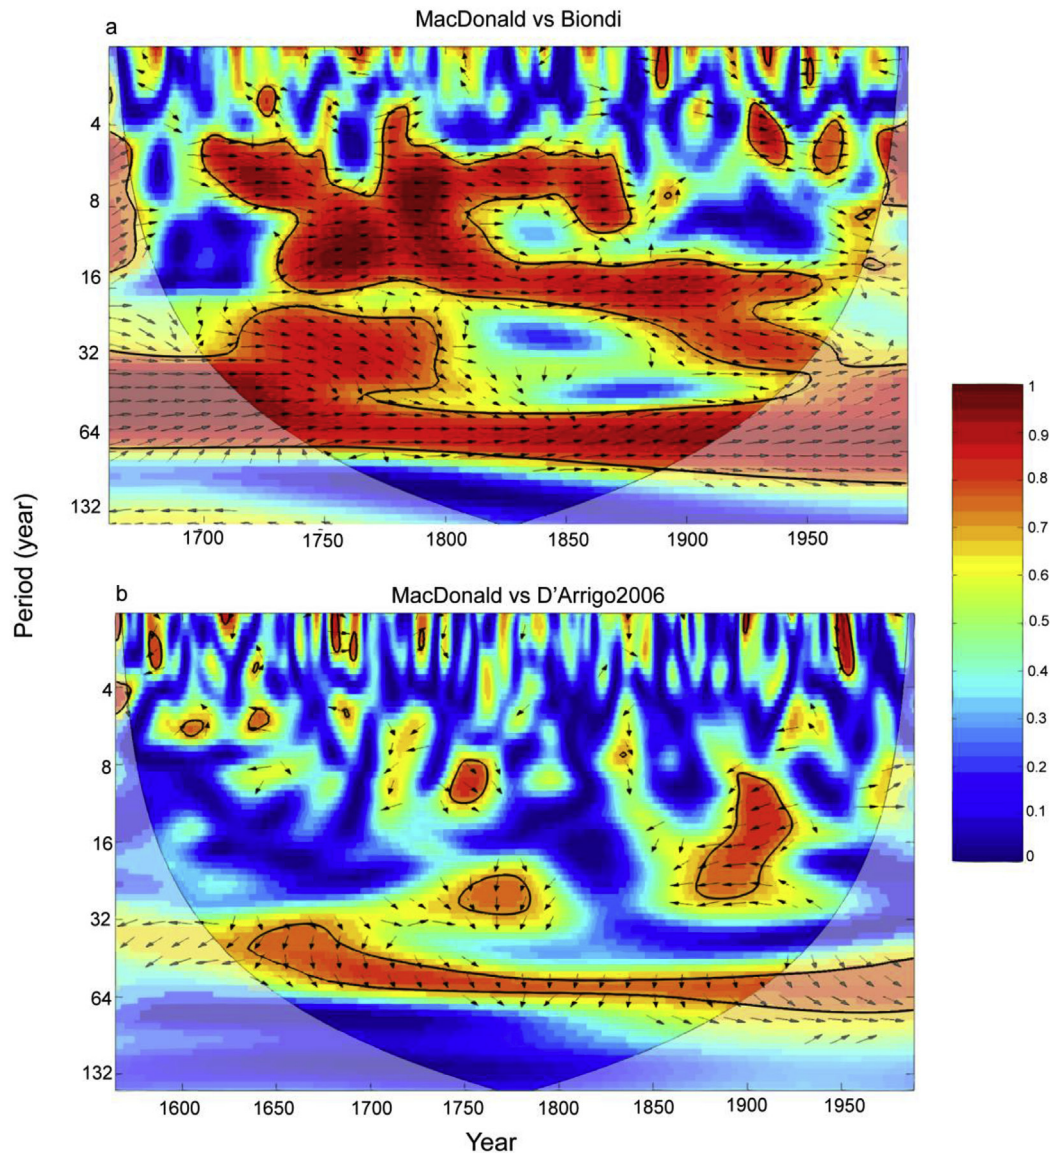 MacDonald vs Biondi
a
4
8
16
32
64
132
1700 1750 1800 1850 1900 1950
1
0.9
0.8
0.7
0.6
0.5
0.4
0.3
0.2
0.1
0
Period (year)
b
MacDonald vs D'Arrigo2006
4
8
16
32
64
132
1600 1650 1700 1750 1800 1850 1900 1950
Year